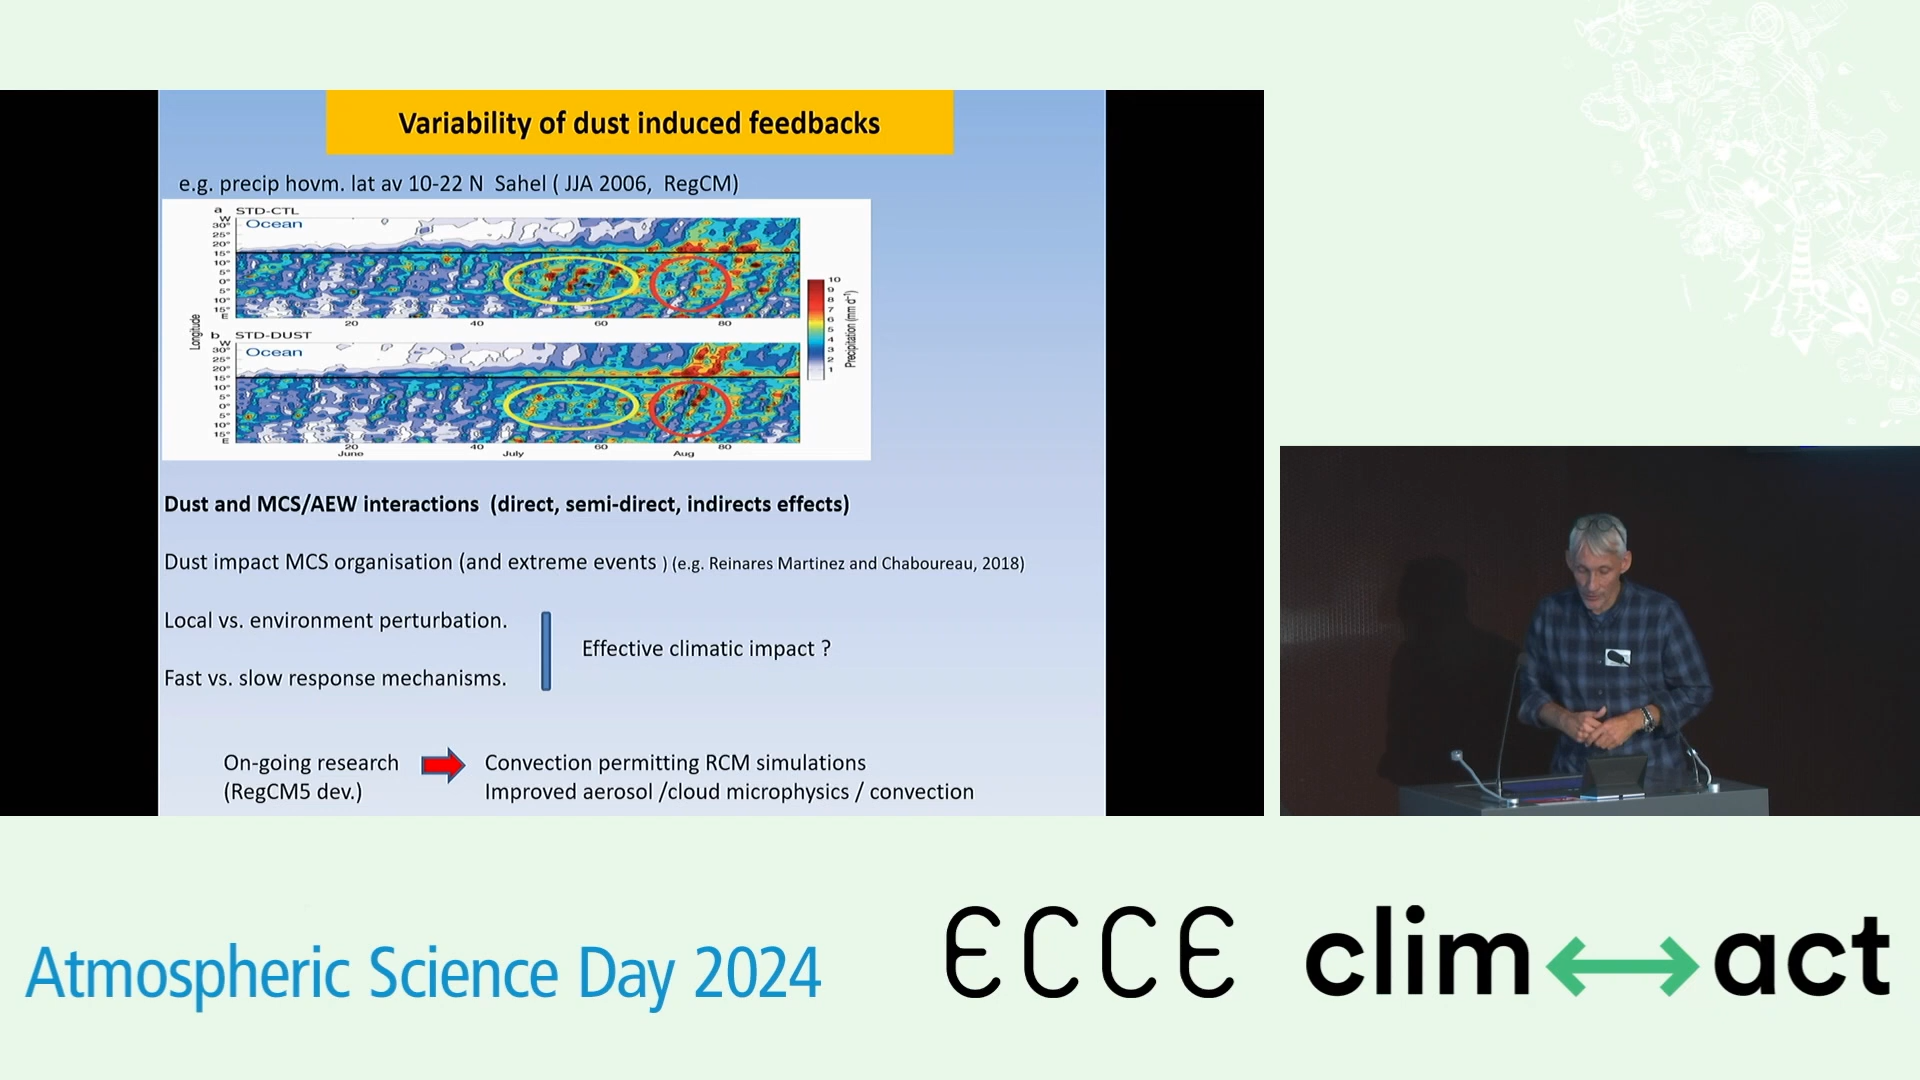 Variability of dust induced feedbacks
e.g. precip hovm. lat av 10-22 N Sahel ( JJA 2006, RegCM)
a STD-CTL
Ocean
W
30°
25°
20°
15°
10°
5°
0°
5°
10°
15°
E
20 40 60 80
b STD-DUST
Ocean
W
30°
25°
20°
15°
10°
5°
0°
5°
10°
15°
E
20 40 60 80
June July Aug
Longitude
10
9
8
7
6
5
4
3
2
1
Precipitation (mm d⁻¹)
Dust and MCS/AEW interactions (direct, semi-direct, indirects effects)
Dust impact MCS organisation (and extreme events ) (e.g. Reinares Martinez and Chaboureau, 2018)
Local vs. environment perturbation.
Effective climatic impact ?
Fast vs. slow response mechanisms.
On-going research
(RegCM5 dev.)
Convection permitting RCM simulations
Improved aerosol /cloud microphysics / convection
Atmospheric Science Day 2024
ECCE
clim act